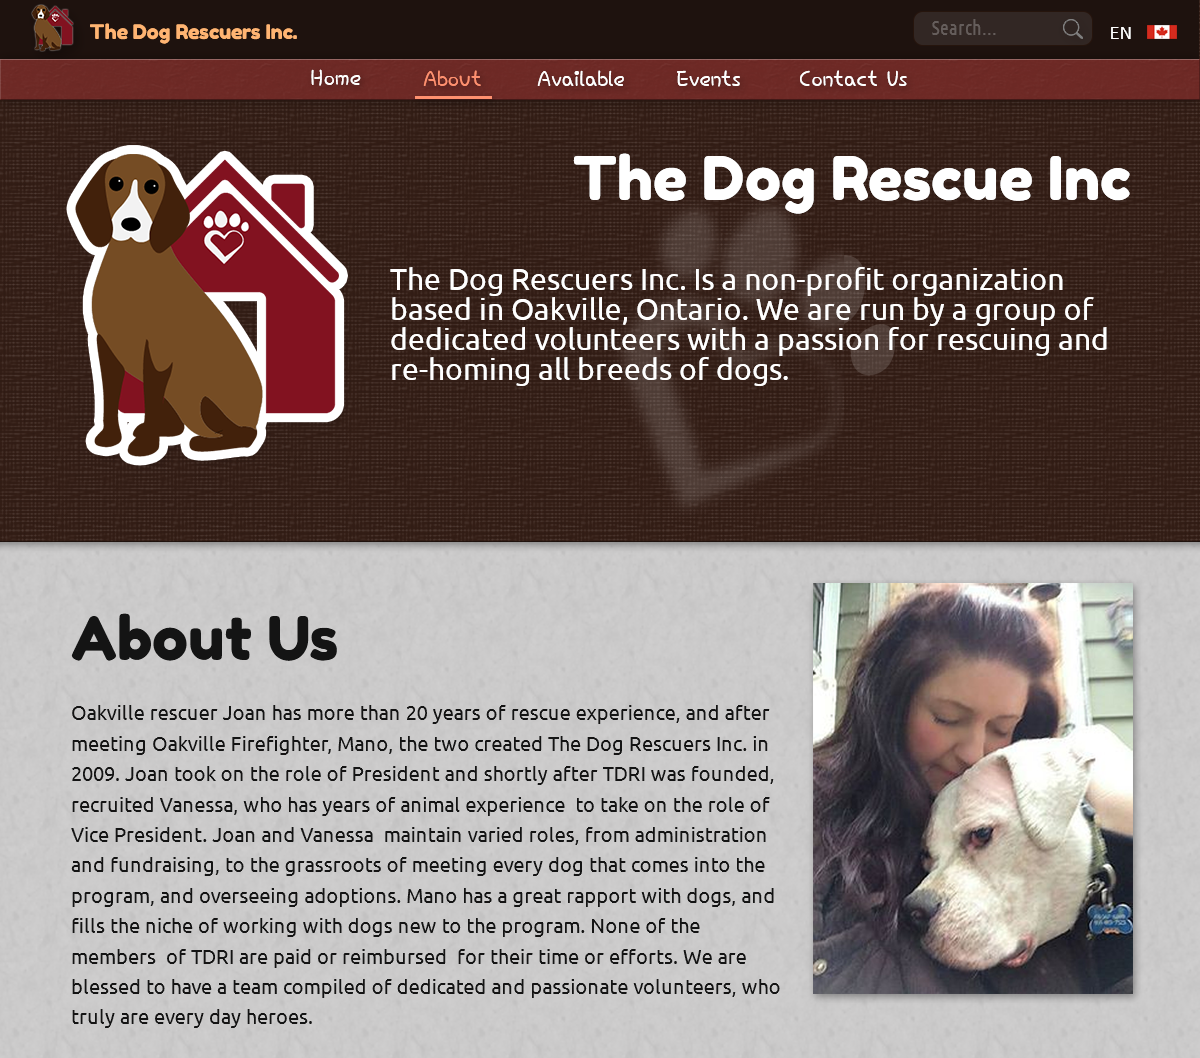 The Dog Rescuers Inc.
Search...
EN
Home
About
Available
Events
Contact Us
The Dog Rescue Inc
The Dog Rescuers Inc. Is a non-profit organization
based in Oakville, Ontario. We are run by a group of
dedicated volunteers with a passion for rescuing and
re-homing all breeds of dogs.
About Us
Oakville rescuer Joan has more than 20 years of rescue experience, and after
meeting Oakville Firefighter, Mano, the two created The Dog Rescuers Inc. in
2009. Joan took on the role of President and shortly after TDRI was founded,
recruited Vanessa, who has years of animal experience  to take on the role of
Vice President. Joan and Vanessa  maintain varied roles, from administration
and fundraising, to the grassroots of meeting every dog that comes into the
program, and overseeing adoptions. Mano has a great rapport with dogs, and
fills the niche of working with dogs new to the program. None of the
members  of TDRI are paid or reimbursed  for their time or efforts. We are
blessed to have a team compiled of dedicated and passionate volunteers, who
truly are every day heroes.